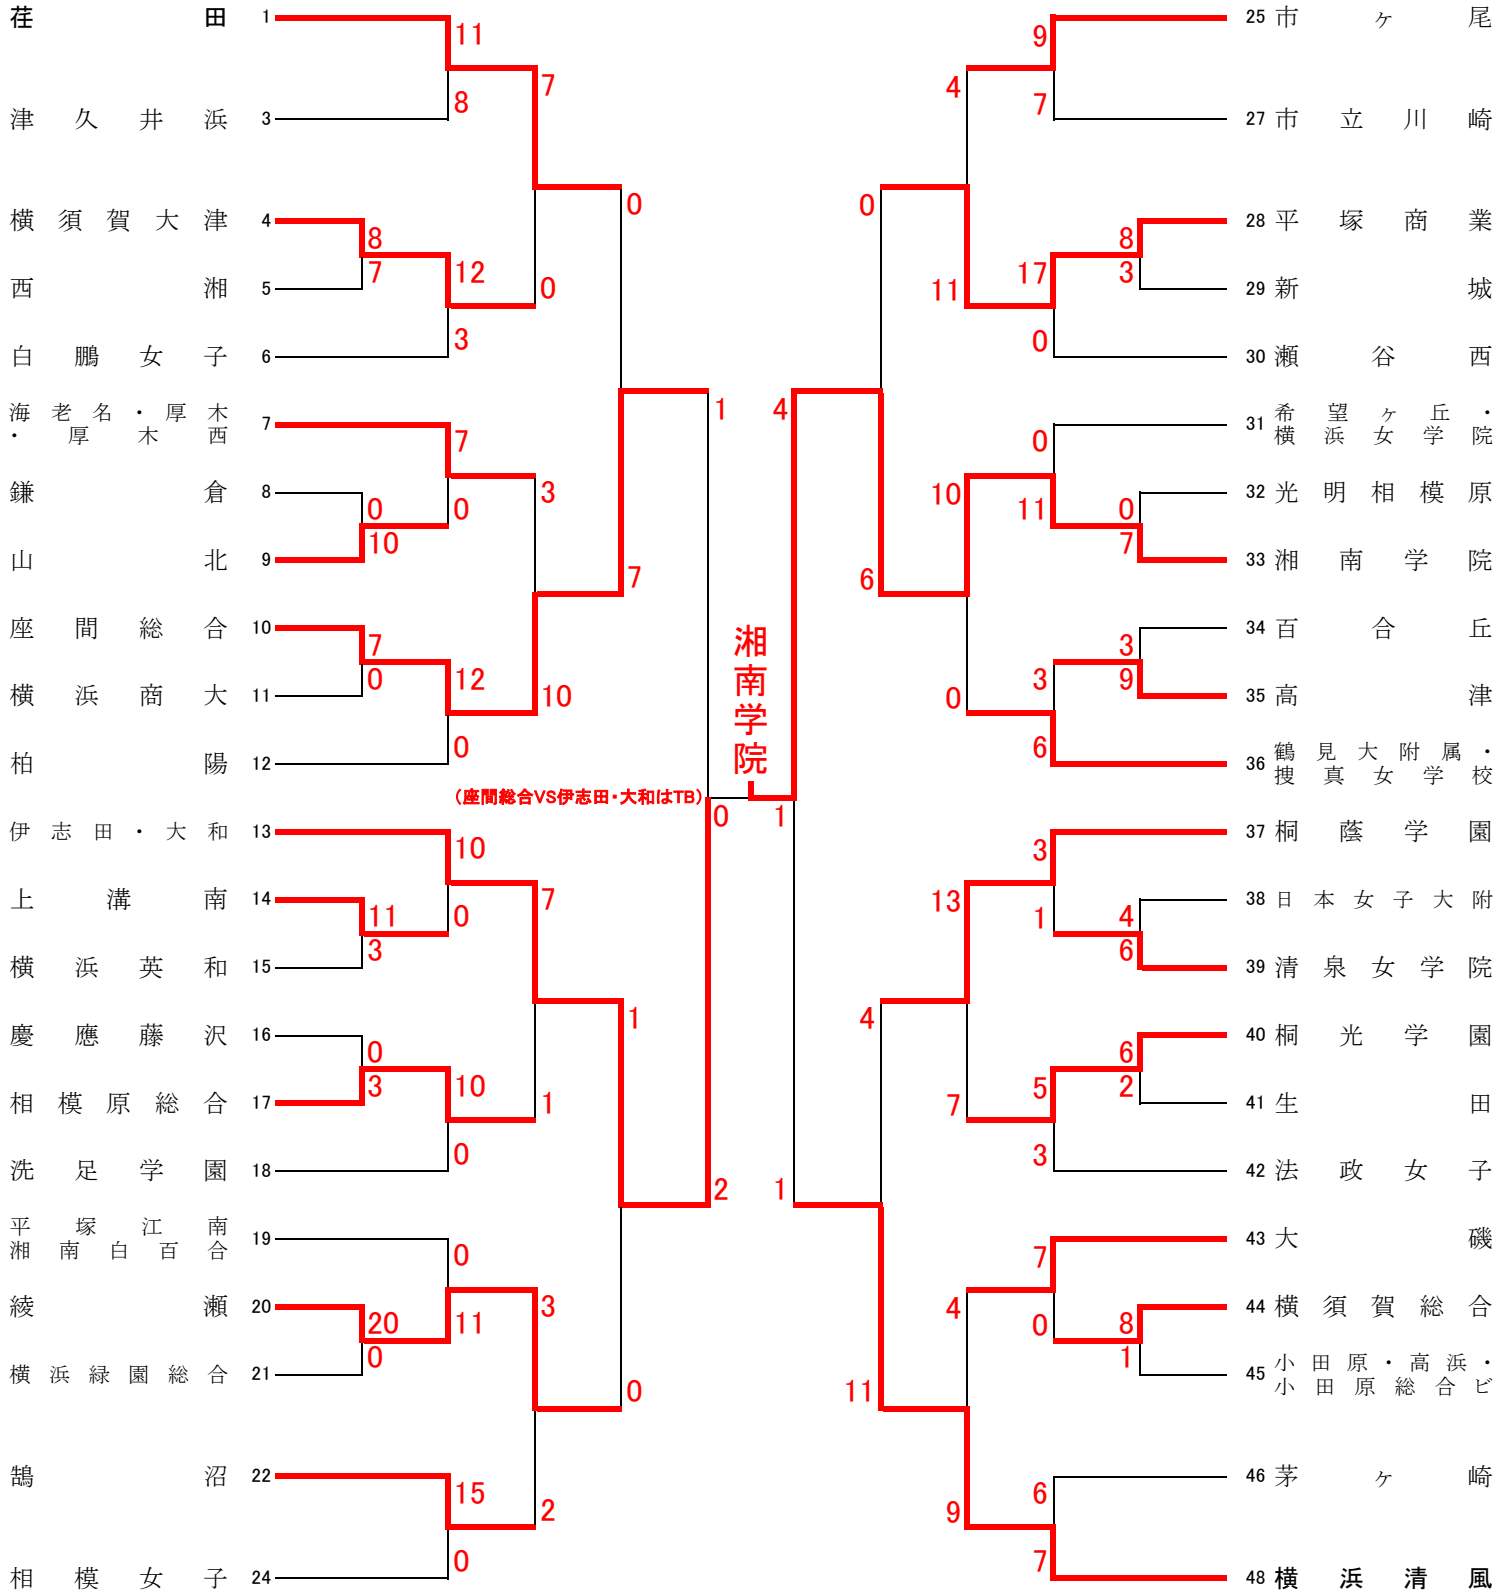 荏田 1
津久井浜 3
横須賀大津 4
西湘 5
白鵬女子 6
海老名・厚木
・厚木西 7
鎌倉 8
山北 9
座間総合 10
横浜商大 11
柏陽 12
伊志田・大和 13
上溝南 14
横浜英和 15
慶應藤沢 16
相模原総合 17
洗足学園 18
平塚江南
湘南白百合 19
綾瀬 20
横浜緑園総合 21
鵠沼 22
相模女子 24
11
8
8
7
12
3
7
0
0
7
0
10
0
3
7
0
12
0
10
7
1
(座間総合VS伊志田・大和はTB)
0
10
11
3
0
7
0
3
10
0
1
1
2
0
20
0
11
3
0
15
0
2
湘南学院
1
25 市ヶ尾
27 市立川崎
28 平塚商業
29 新城
30 瀬谷西
31 希望ヶ丘・
横浜女学院
32 光明相模原
33 湘南学院
34 百合丘
35 高津
36 鶴見大附属・
捜真女学校
37 桐蔭学園
38 日本女子大附
39 清泉女学院
40 桐光学園
41 生田
42 法政女子
43 大磯
44 横須賀総合
45 小田原・高浜・
小田原総合ビ
46 茅ヶ崎
48 横浜清風
9
7
4
0
8
3
17
0
11
4
0
10
11
0
7
6
3
9
3
6
0
3
13
1
4
6
4
6
2
5
3
7
1
7
4
0
8
1
11
6
9
7